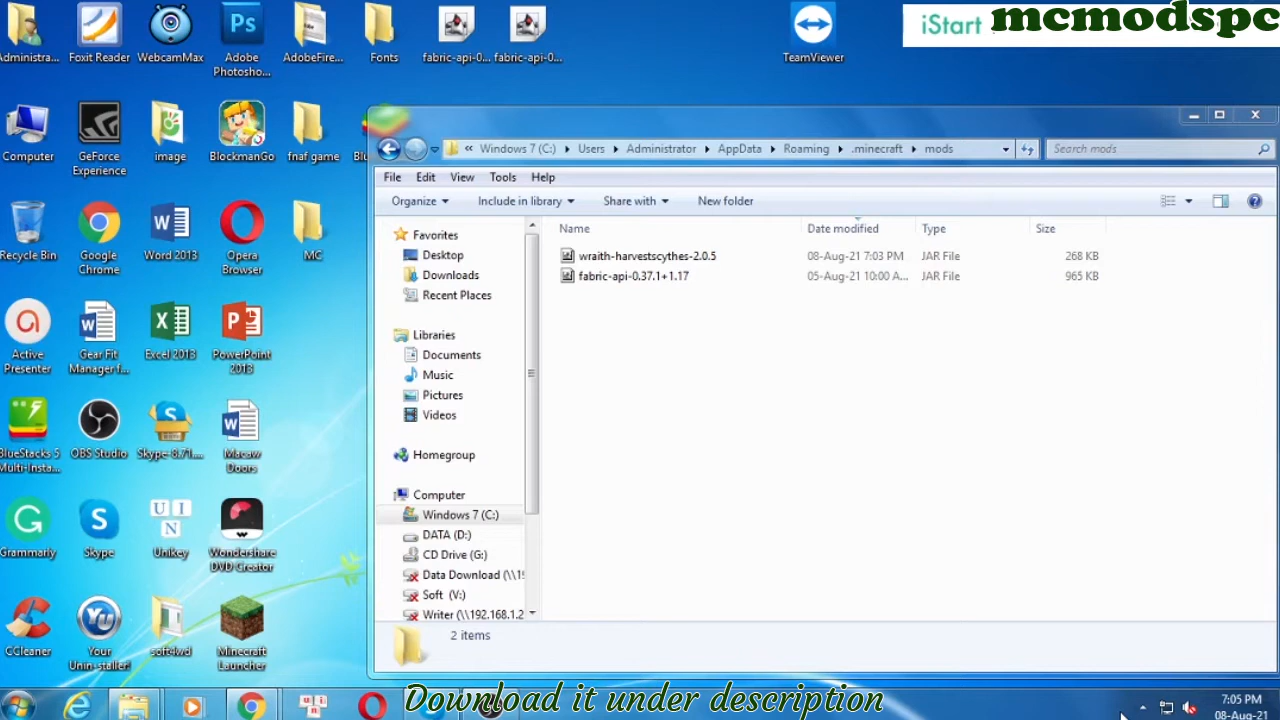 Administra...
Foxit Reader
WebcamMax
Ps
Adobe
Photosho...
AdobeFire...
Fonts
fabric-api-0...
fabric-api-0...
TeamViewer
iStart
mcmodspc
Computer
GeForce
Experience
image
BlockmanGo
fnaf game
Recycle Bin
Google
Chrome
Word 2013
Opera
Browser
MC
Active
Presenter
Gear Fit
Manager f...
Excel 2013
PowerPoint
2013
BlueStacks 5
Multi-Insta...
OBS Studio
Skype-8.71....
Macaw
Doors
Grammarly
Skype
U I
N
Unikey
Wondershare
DVD Creator
CCleaner
Your
Unin-staller!
soft4wd
Minecraft
Launcher
« Windows 7 (C:) Users Administrator AppData Roaming .minecraft mods
Search mods
File Edit View Tools Help
Organize Include in library Share with New folder
Name Date modified Type Size
wraith-harvestscythes-2.0.5 08-Aug-21 7:03 PM JAR File 268 KB
fabric-api-0.37.1+1.17 05-Aug-21 10:00 A... JAR File 965 KB
Favorites
Desktop
Downloads
Recent Places
Libraries
Documents
Music
Pictures
Videos
Homegroup
Computer
Windows 7 (C:)
DATA (D:)
CD Drive (G:)
Data Download (\\19
Soft (V:)
Writer (\\192.168.1.2
2 items
Download it under description
7:05 PM
08-Aug-21